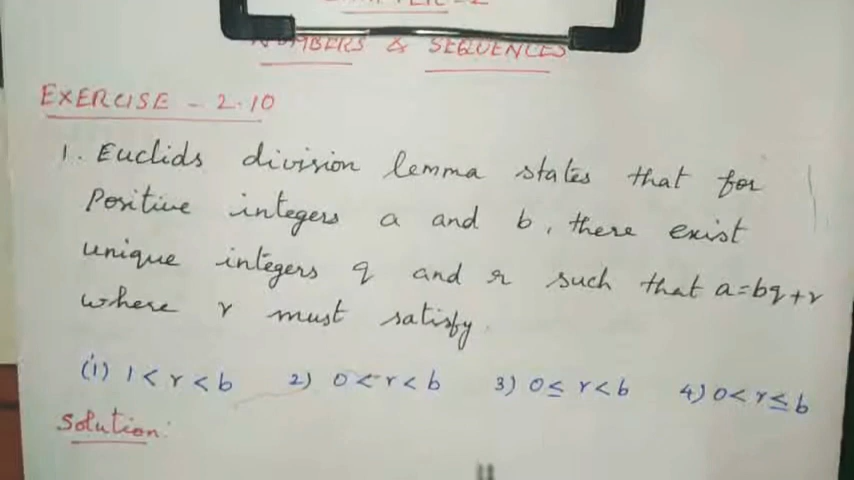 NUMBERS & SEQUENCES
EXERCISE - 2.10
1. Euclids division lemma states that for
Positive integers a and b, there exist
unique integers q and r such that a=bq+r
where r must satisfy.
(1) 1 < r < b 2) 0 < r < b 3) 0 ≤ r < b 4) 0 < r ≤ b
Solution: